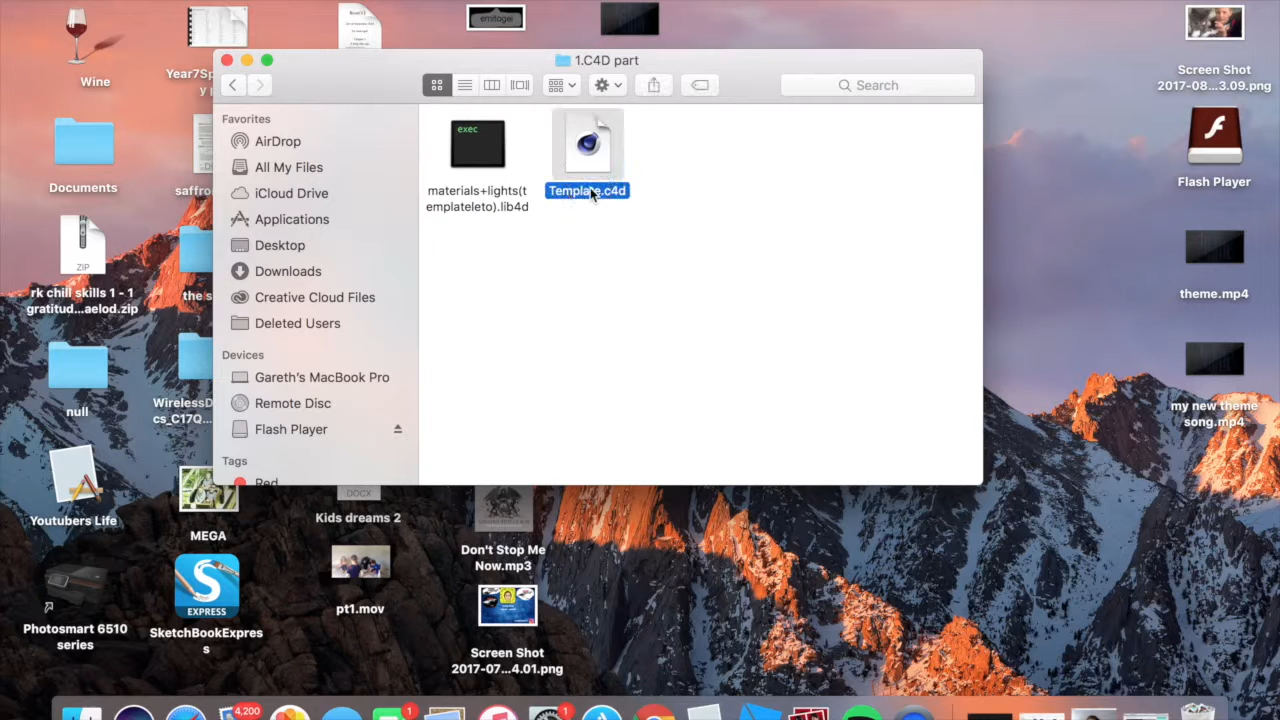 emitogel
1.C4D part
Search
Favorites
AirDrop
All My Files
iCloud Drive
Applications
Desktop
Downloads
Creative Cloud Files
Deleted Users
Devices
Gareth's MacBook Pro
Remote Disc
Flash Player
Tags
Red
exec
materials+lights(t
emplateleto).lib4d
Template.c4d
Wine
Year7Sp
Documents
saffron
ZIP
rk chill skills 1 - 1
gratitud...aelod.zip
the s
null
WirelessD
cs_C17Q...
Youtubers Life
MEGA
DOCX
Kids dreams 2
Don't Stop Me
Now.mp3
EXPRESS
SketchBookExpres
s
pt1.mov
Photosmart 6510
series
Screen Shot
2017-07...4.01.png
Screen Shot
2017-08...3.09.png
Flash Player
theme.mp4
my new theme
song.mp4
4,200
1
1